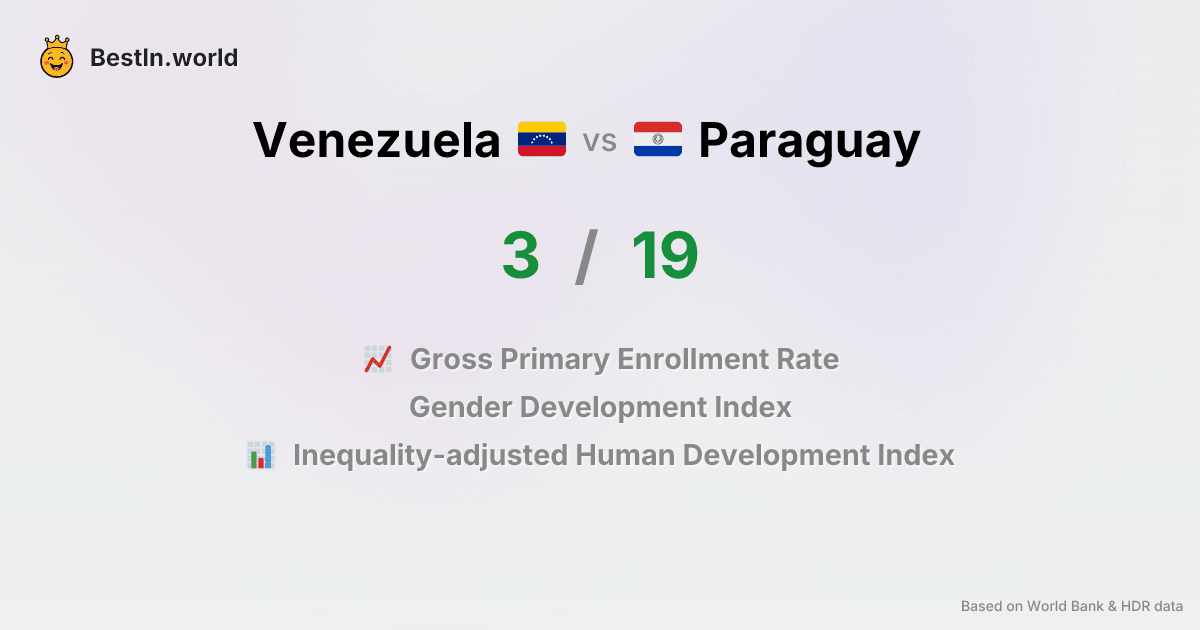 BestIn.world
Venezuela vs Paraguay
3 / 19
Gross Primary Enrollment Rate
Gender Development Index
Inequality-adjusted Human Development Index
Based on World Bank & HDR data